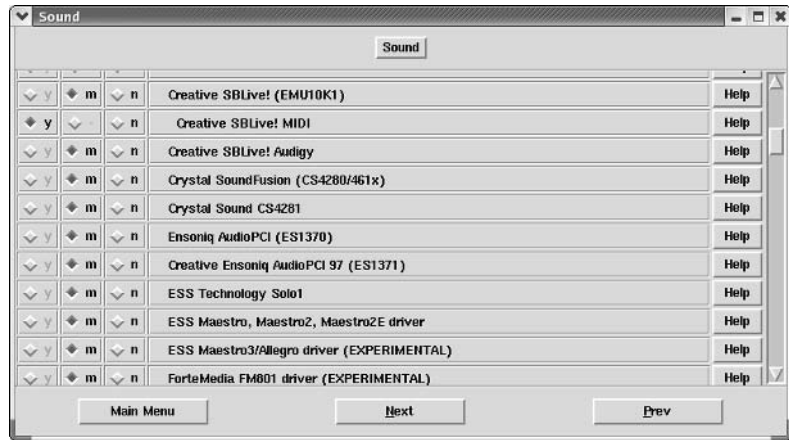 Sound
Sound
y m n Creative SBLive! (EMU10K1) Help
y - n Creative SBLive! MIDI Help
y m n Creative SBLive! Audigy Help
y m n Crystal SoundFusion (CS4280/461x) Help
y m n Crystal Sound CS4281 Help
y m n Ensoniq AudioPCI (ES1370) Help
y m n Creative Ensoniq AudioPCI 97 (ES1371) Help
y m n ESS Technology Solo1 Help
y m n ESS Maestro, Maestro2, Maestro2E driver Help
y m n ESS Maestro3/Allegro driver (EXPERIMENTAL) Help
y m n ForteMedia FM801 driver (EXPERIMENTAL) Help
Main Menu Next Prev